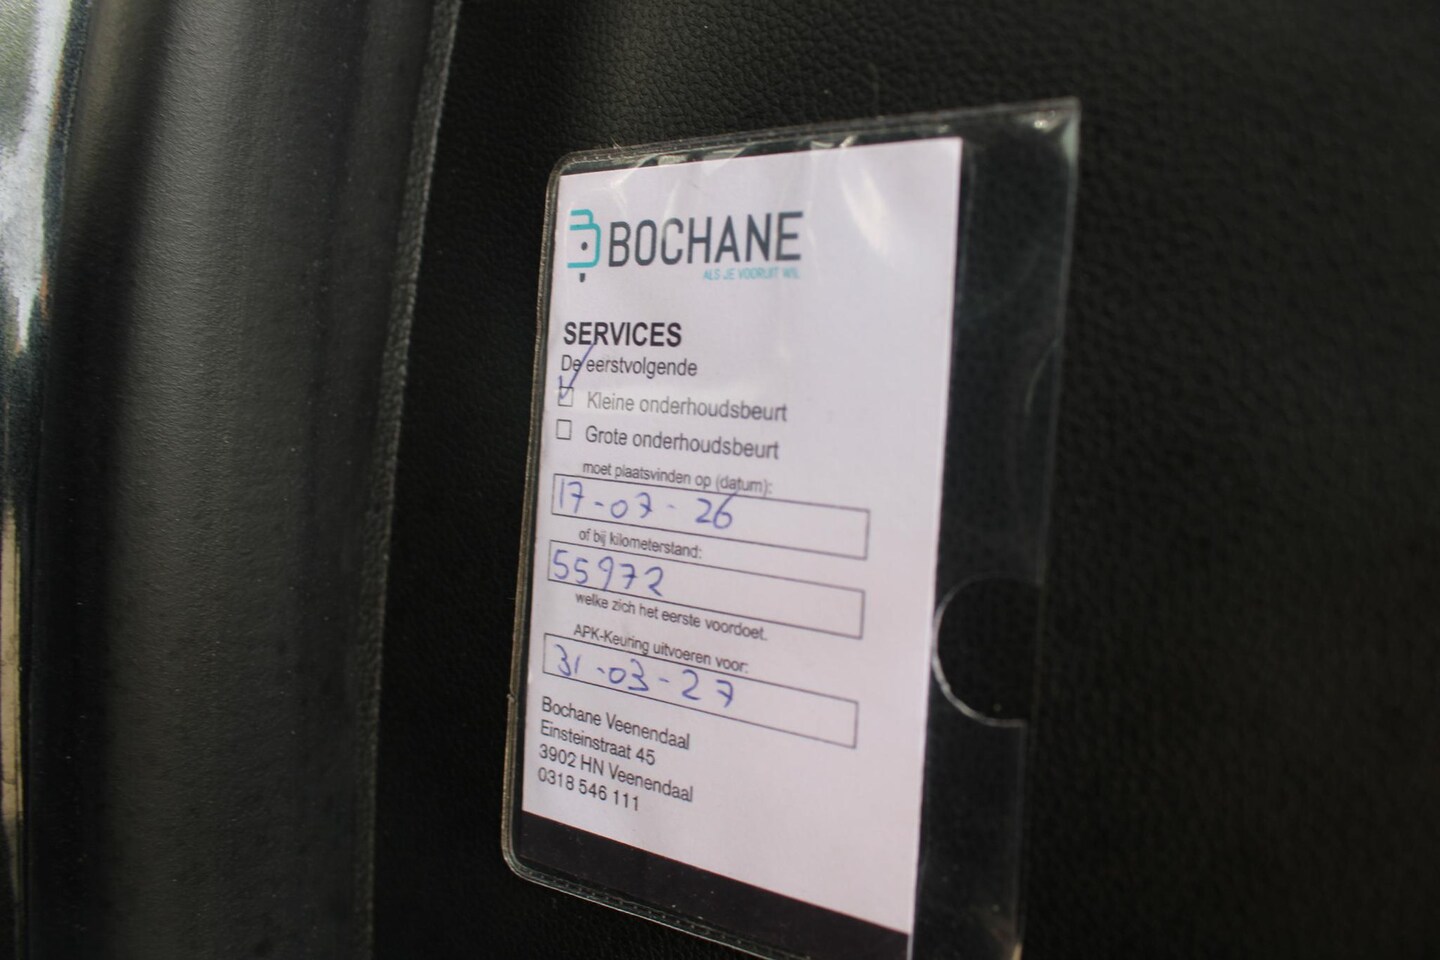 BOCHANE
ALS JE VOORUIT WIL
SERVICES
De eerstvolgende
Kleine onderhoudsbeurt
Grote onderhoudsbeurt
moet plaatsvinden op (datum):
17-07-26
of bij kilometerstand:
55972
welke zich het eerste voordoet.
APK-Keuring uitvoeren voor:
31-03-27
Bochane Veenendaal
Einsteinstraat 45
3902 HN Veenendaal
0318 546 111